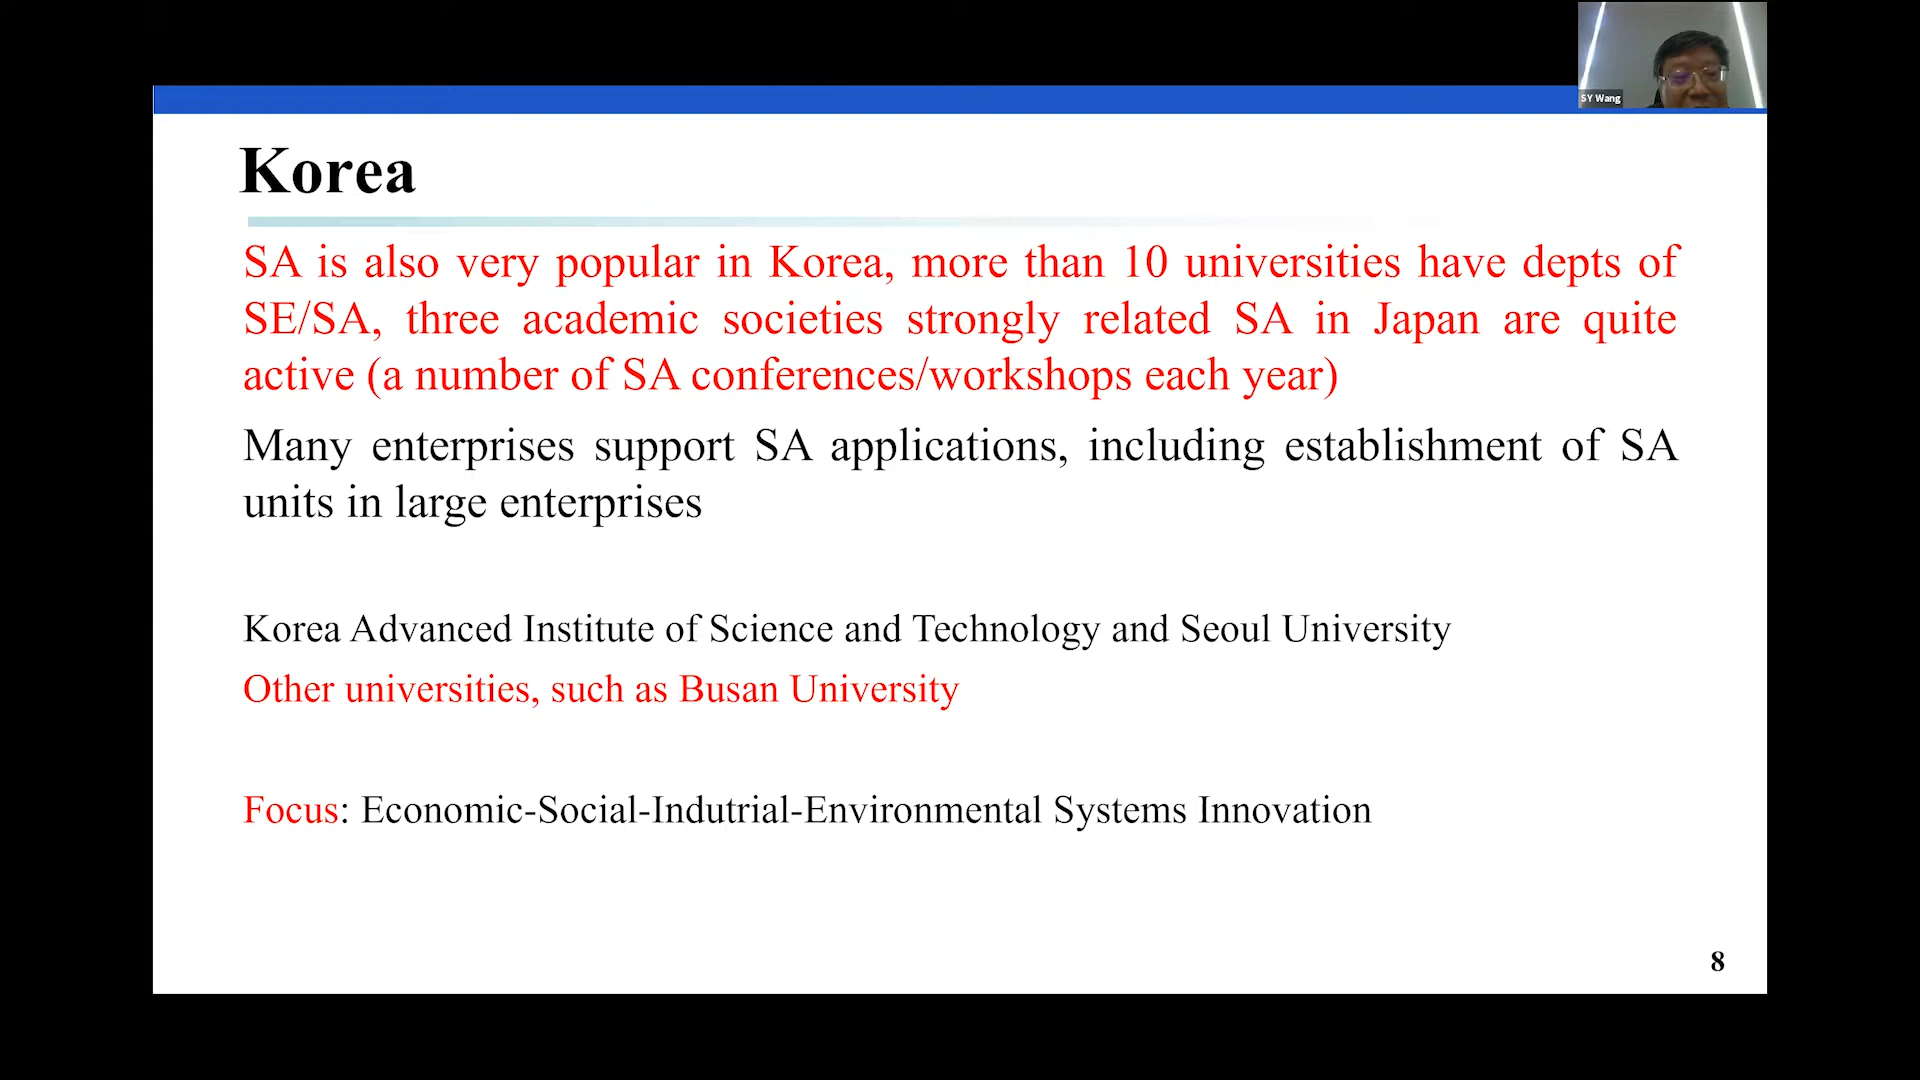 SY Wang
Korea
SA is also very popular in Korea, more than 10 universities have depts of
SE/SA, three academic societies strongly related SA in Japan are quite
active (a number of SA conferences/workshops each year)
Many enterprises support SA applications, including establishment of SA
units in large enterprises
Korea Advanced Institute of Science and Technology and Seoul University
Other universities, such as Busan University
Focus: Economic-Social-Indutrial-Environmental Systems Innovation
8